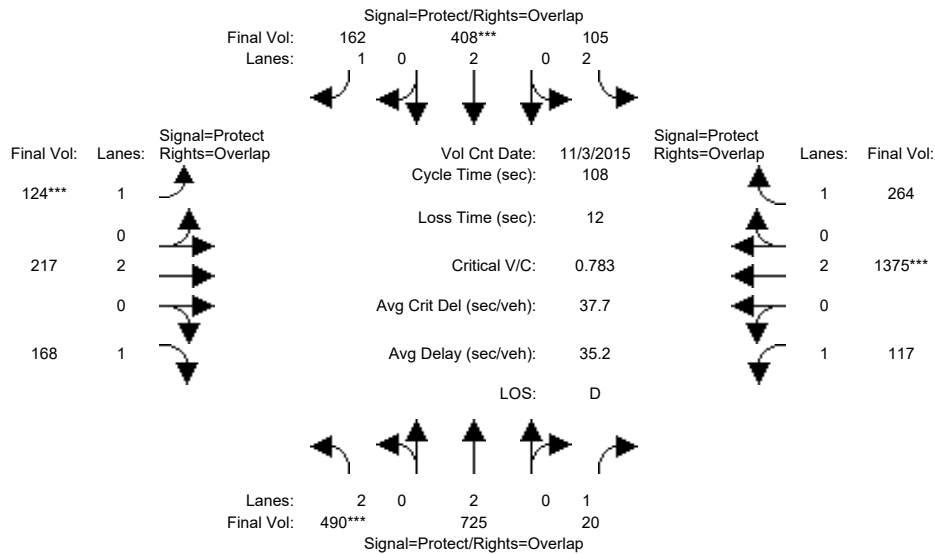 Signal=Protect/Rights=Overlap
Final Vol: 162 408*** 105
Lanes: 1 0 2 0 2
Signal=Protect
Final Vol: Lanes: Rights=Overlap
Vol Cnt Date: 11/3/2015
Signal=Protect
Rights=Overlap Lanes: Final Vol:
Cycle Time (sec): 108
124*** 1
1 264
Loss Time (sec): 12
0
0
217 2
Critical V/C: 0.783
2 1375***
0
Avg Crit Del (sec/veh): 37.7
0
168 1
Avg Delay (sec/veh): 35.2
1 117
LOS: D
Lanes: 2 0 2 0 1
Final Vol: 490*** 725 20
Signal=Protect/Rights=Overlap